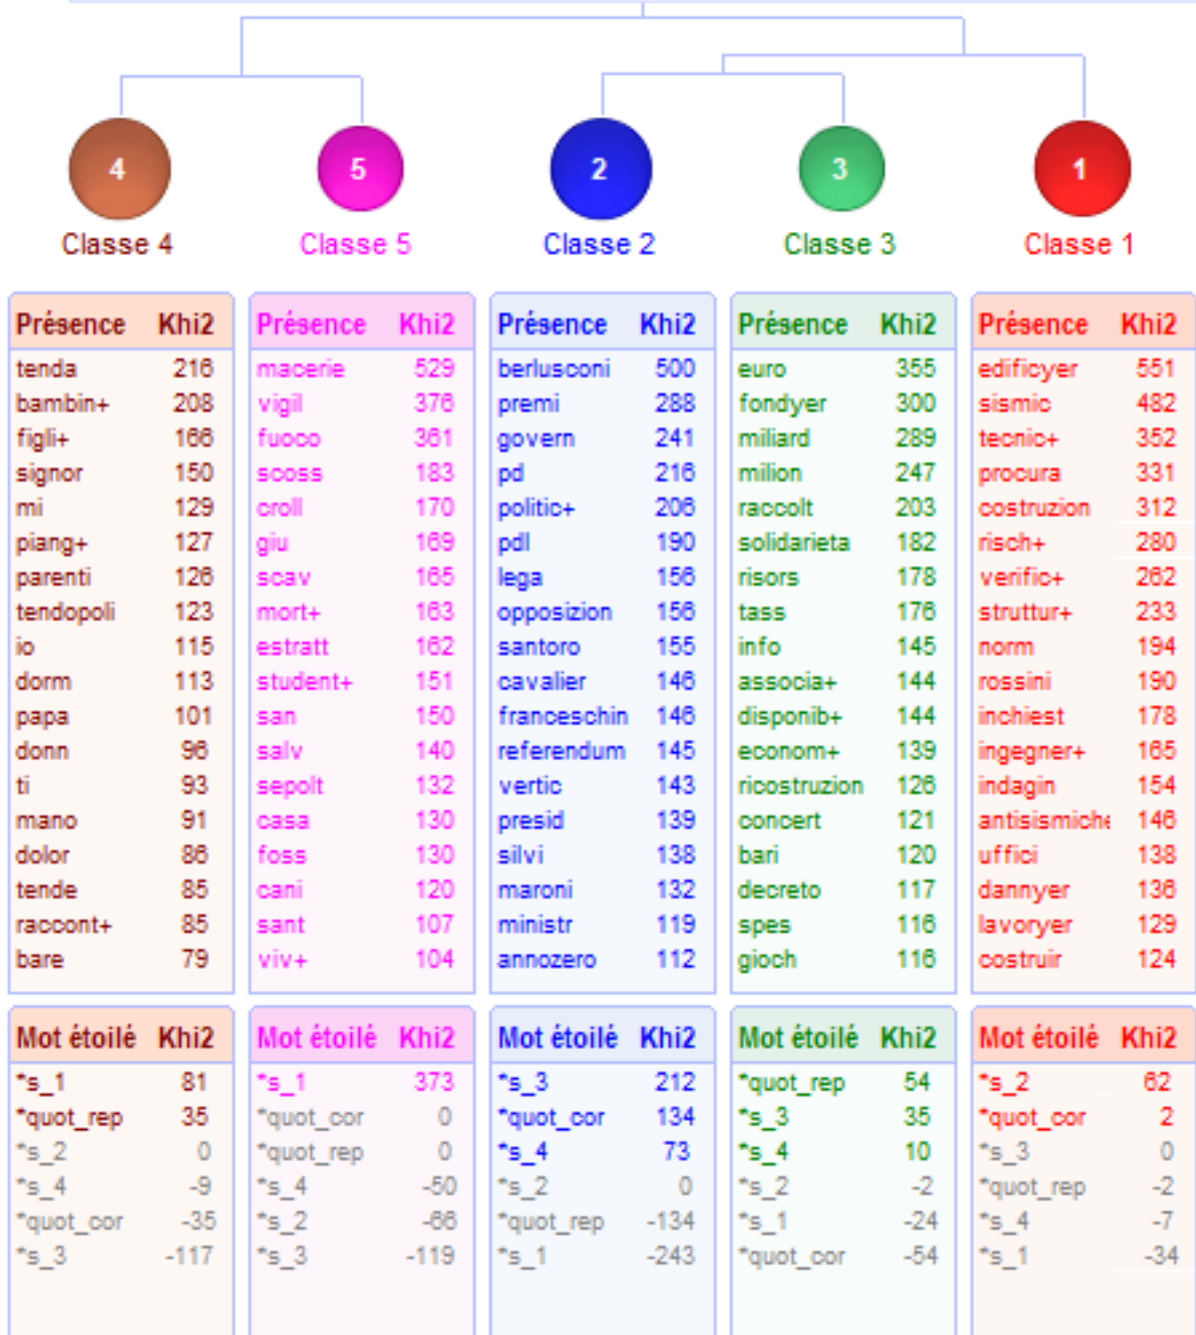 4 5 2 3 1
Classe 4 Classe 5 Classe 2 Classe 3 Classe 1
Présence Khi2 Présence Khi2 Présence Khi2 Présence Khi2 Présence Khi2
tenda 216 macerie 529 berlusconi 500 euro 355 edificyer 551
bambin+ 208 vigil 376 premi 288 fondyer 300 sismic 482
figli+ 166 fuoco 361 govern 241 miliard 289 tecnic+ 352
signor 150 scoss 183 pd 216 milion 247 procura 331
mi 129 croll 170 politic+ 206 raccolt 203 costruzion 312
piang+ 127 giu 169 pdl 190 solidarieta 182 risch+ 280
parenti 126 scav 165 lega 156 risors 178 verific+ 262
tendopoli 123 mort+ 163 opposizion 156 tass 176 struttur+ 233
io 115 estratt 162 santoro 155 info 145 norm 194
dorm 113 student+ 151 cavalier 146 associa+ 144 rossini 190
papa 101 san 150 franceschin 146 disponib+ 144 inchiest 178
donn 96 salv 140 referendum 145 econom+ 139 ingegner+ 165
ti 93 sepolt 132 vertic 143 ricostruzion 126 indagin 154
mano 91 casa 130 presid 139 concert 121 antisismiche 146
dolor 86 foss 130 silvi 138 bari 120 uffici 138
tende 85 cani 120 maroni 132 decreto 117 dannyer 136
raccont+ 85 sant 107 ministr 119 spes 116 lavoryer 129
bare 79 viv+ 104 annozero 112 gioch 116 costruir 124
Mot étoilé Khi2 Mot étoilé Khi2 Mot étoilé Khi2 Mot étoilé Khi2 Mot étoilé Khi2
*s_1 81 *s_1 373 *s_3 212 *quot_rep 54 *s_2 62
*quot_rep 35 *quot_cor 0 *quot_cor 134 *s_3 35 *quot_cor 2
*s_2 0 *quot_rep 0 *s_4 73 *s_4 10 *s_3 0
*s_4 -9 *s_4 -50 *s_2 0 *s_2 -2 *quot_rep -2
*quot_cor -35 *s_2 -66 *quot_rep -134 *s_1 -24 *s_4 -7
*s_3 -117 *s_3 -119 *s_1 -243 *quot_cor -54 *s_1 -34